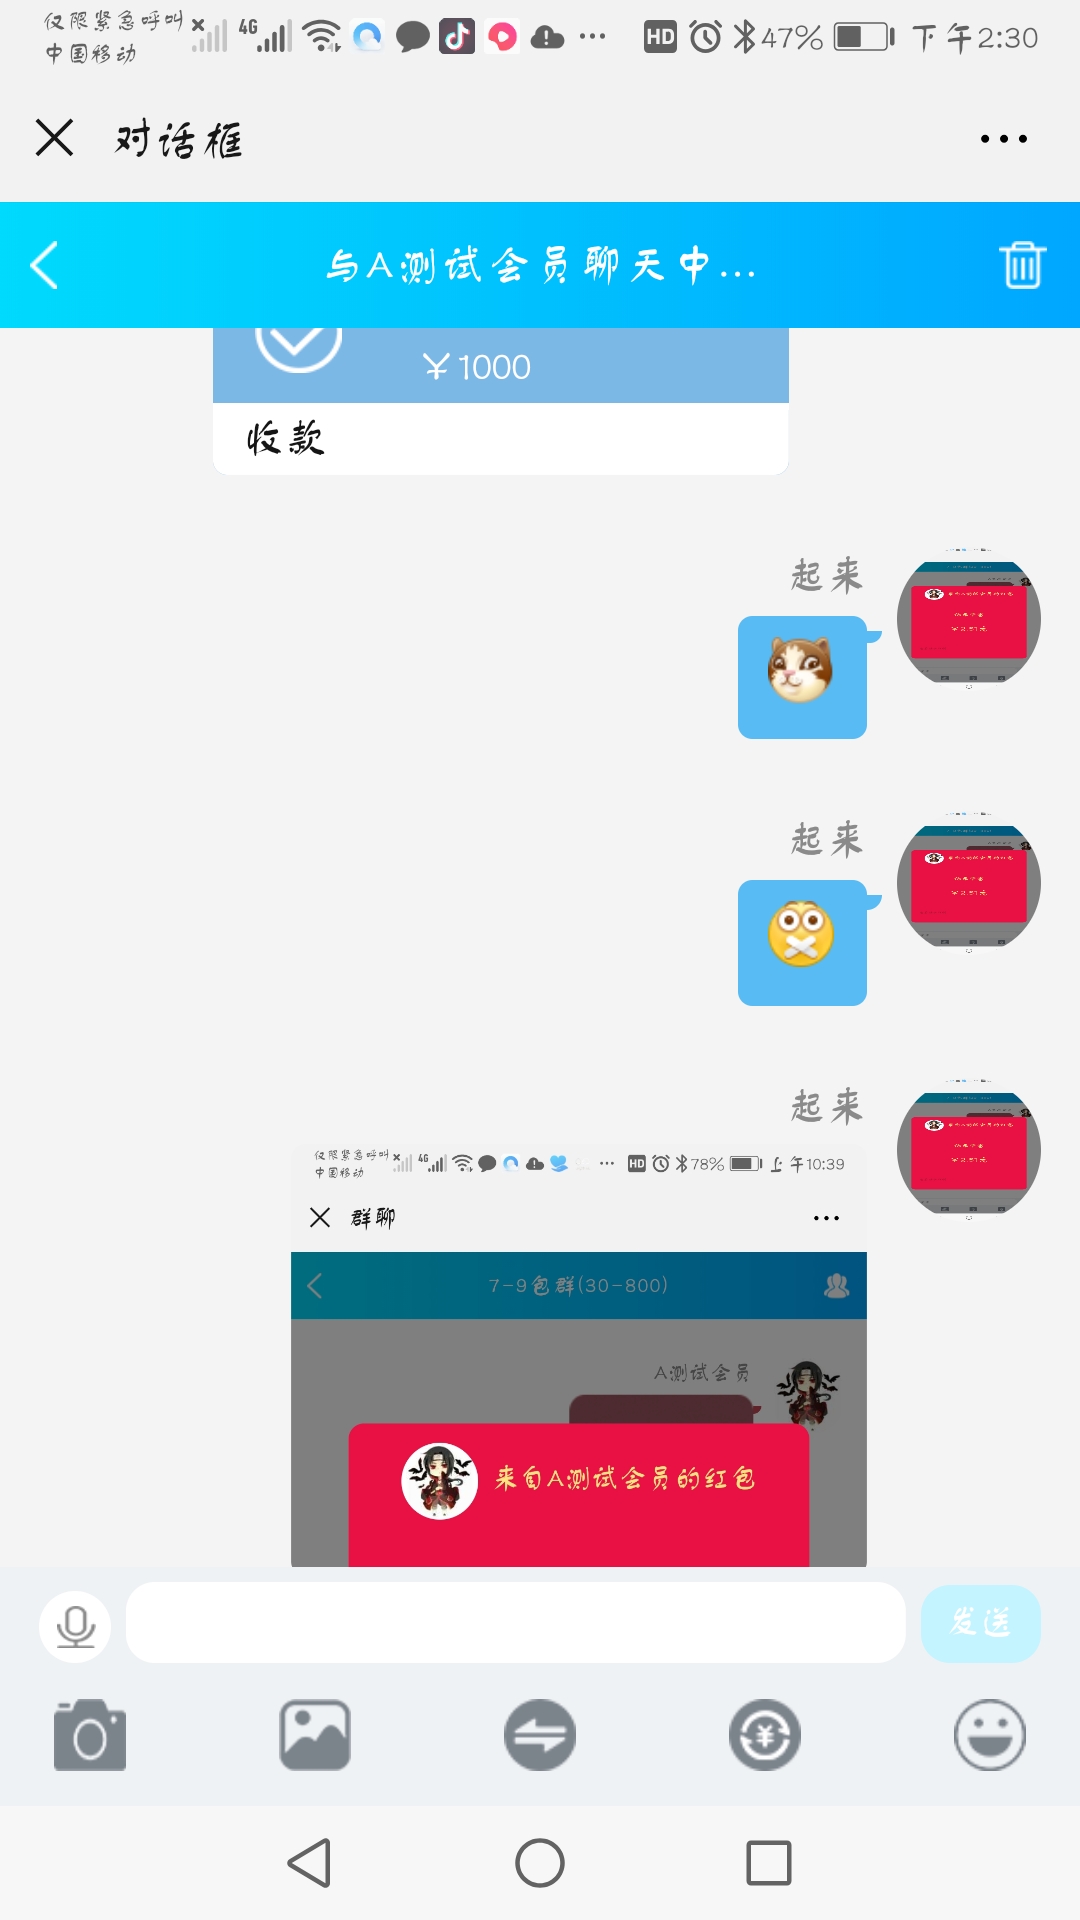 仅限紧急呼叫
中国移动
4G
HD
47%
下午2:30
对话框
与A测试会员聊天中...
￥1000
收款
起来
起来
起来
仅限紧急呼叫
中国移动
4G
HD
78%
上午10:39
群聊
7-9包群(30-800)
A测试会员
来自A测试会员的红包
发送